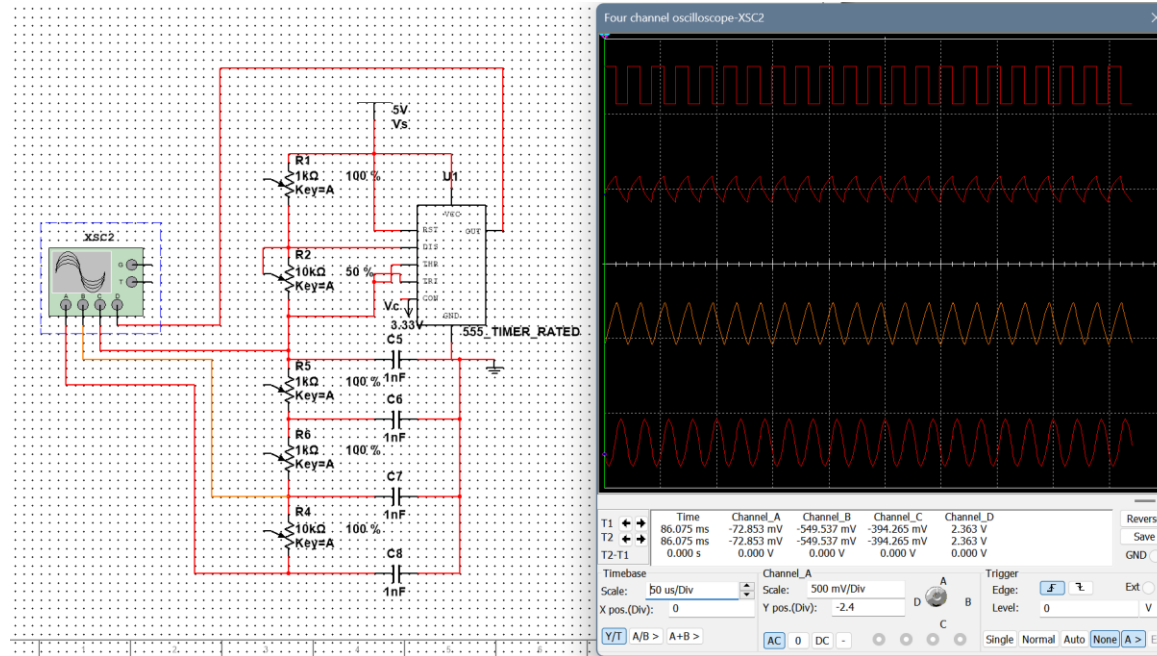 5V
Vs
R1
1kΩ
Key=A
100 %
U1
VCC
RST
OUT
DIS
THR
TRI
CON
GND
XSC2
G
T
A B C D
R2
10kΩ
Key=A
50 %
Vc
3.33V
555_TIMER_RATED
C5
1nF
R5
1kΩ
Key=A
100 %
C6
1nF
R6
1kΩ
Key=A
100 %
C7
1nF
R4
10kΩ
Key=A
100 %
C8
1nF
Four channel oscilloscope-XSC2
Time Channel_A Channel_B Channel_C Channel_D
T1 86.075 ms -72.853 mV -549.537 mV -394.265 mV 2.363 V
T2 86.075 ms -72.853 mV -549.537 mV -394.265 mV 2.363 V
T2-T1 0.000 s 0.000 V 0.000 V 0.000 V 0.000 V
Reverse
Save
GND
Timebase
Scale: 50 us/Div
X pos.(Div): 0
Y/T A/B > A+B >
Channel_A
Scale: 500 mV/Div
Y pos.(Div): -2.4
AC 0 DC -
A
D B
C
Trigger
Edge: Ext
Level: 0 V
Single Normal Auto None A >
2
5
6